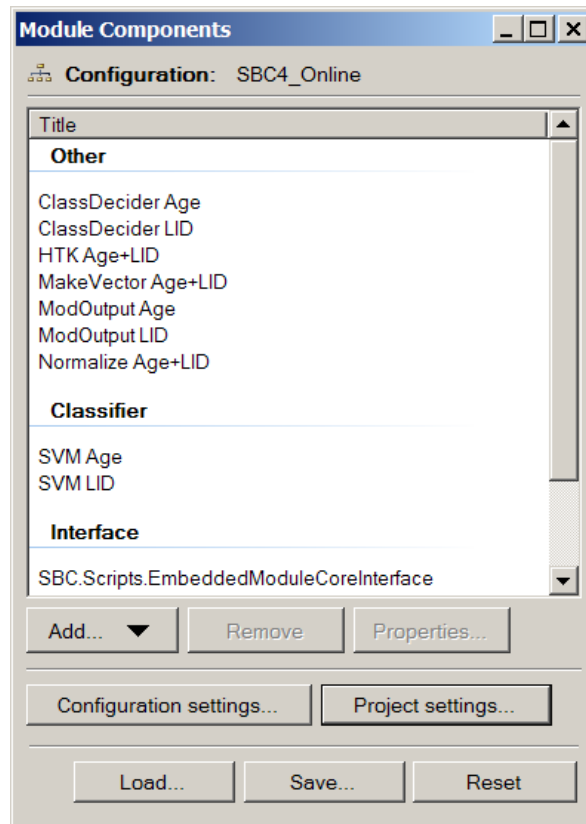 Module Components
Configuration: SBC4_Online
Title
Other
ClassDecider Age
ClassDecider LID
HTK Age+LID
MakeVector Age+LID
ModOutput Age
ModOutput LID
Normalize Age+LID
Classifier
SVM Age
SVM LID
Interface
SBC.Scripts.EmbeddedModuleCoreInterface
Add... Remove Properties...
Configuration settings... Project settings...
Load... Save... Reset